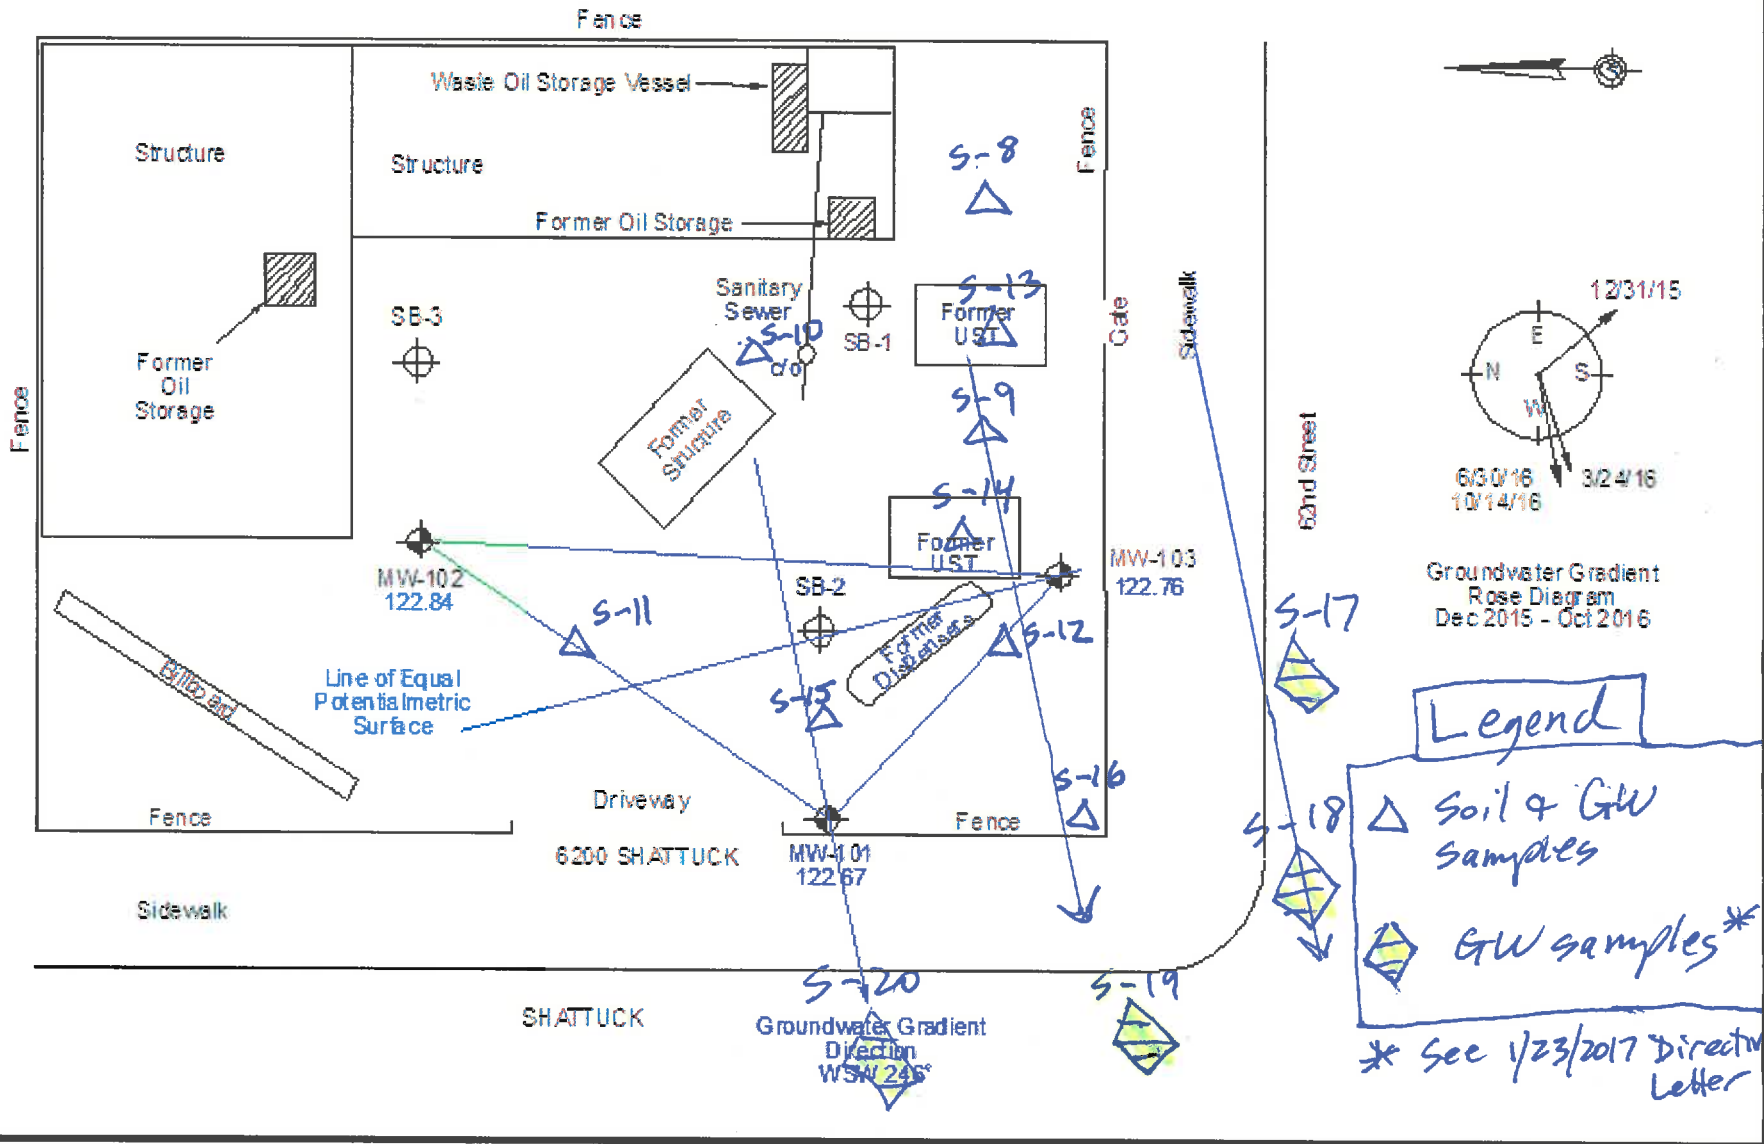 Fence
Waste Oil Storage Vessel
Structure
Structure
Fence
S-8
Former Oil Storage
Sanitary
Sewer
S-13
Former
UST
Gate
Sidewalk
12/31/15
E
N
S
W
SB-3
SB-1
S-10
c/o
Former
Oil
Storage
Fence
Former
Structure
S-9
62nd Street
6/30/16
10/14/16
3/24/16
S-14
Former
UST
MW-102
122.84
MW-103
122.76
Groundwater Gradient
Rose Diagram
Dec 2015 - Oct 2016
SB-2
S-11
Former
Dispensers
S-12
S-17
Billboard
Line of Equal
Potentialmetric
Surface
S-15
Legend
S-16
Driveway
Fence
Fence
S-18
Soil & GW
samples
6200 SHATTUCK
MW-101
122.67
Sidewalk
GW samples*
S-20
S-19
SHATTUCK
Groundwater Gradient
Direction
WSW 246°
* See 1/23/2017
Letter